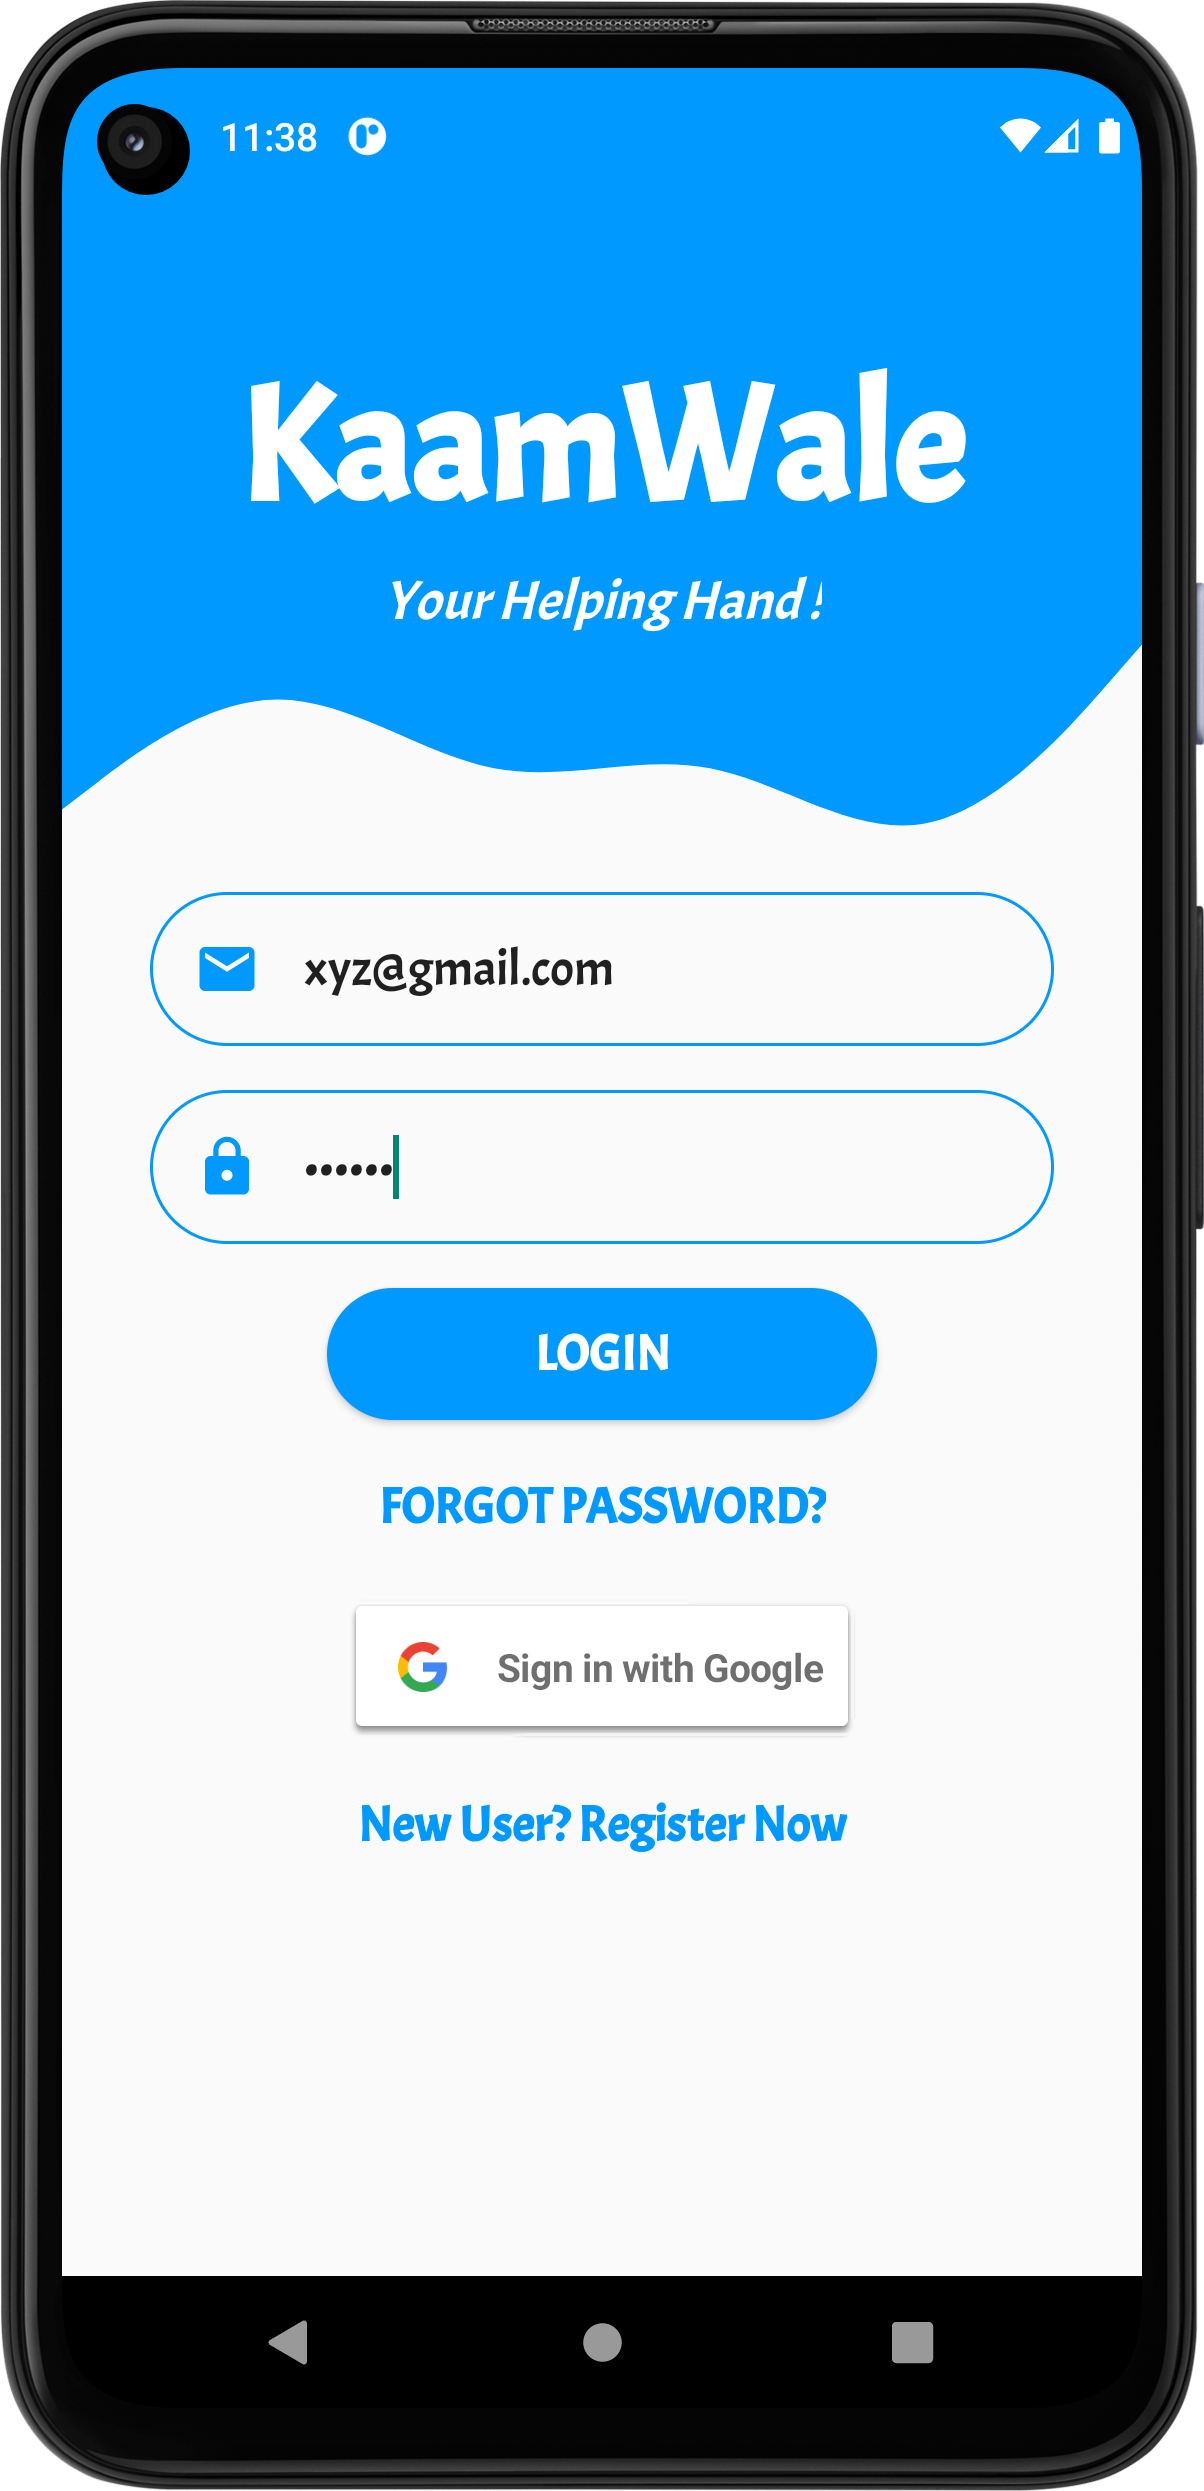 11:38
KaamWale
Your Helping Hand !
xyz@gmail.com
••••••
LOGIN
FORGOT PASSWORD?
Sign in with Google
New User? Register Now